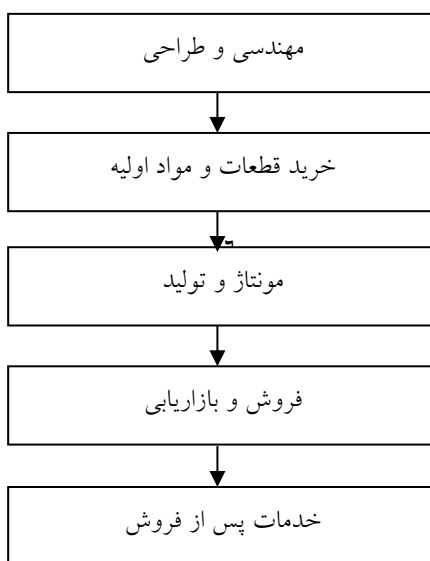 مهندسی و طراحی
خرید قطعات و مواد اولیه
مونتاژ و تولید
فروش و بازاریابی
خدمات پس از فروش